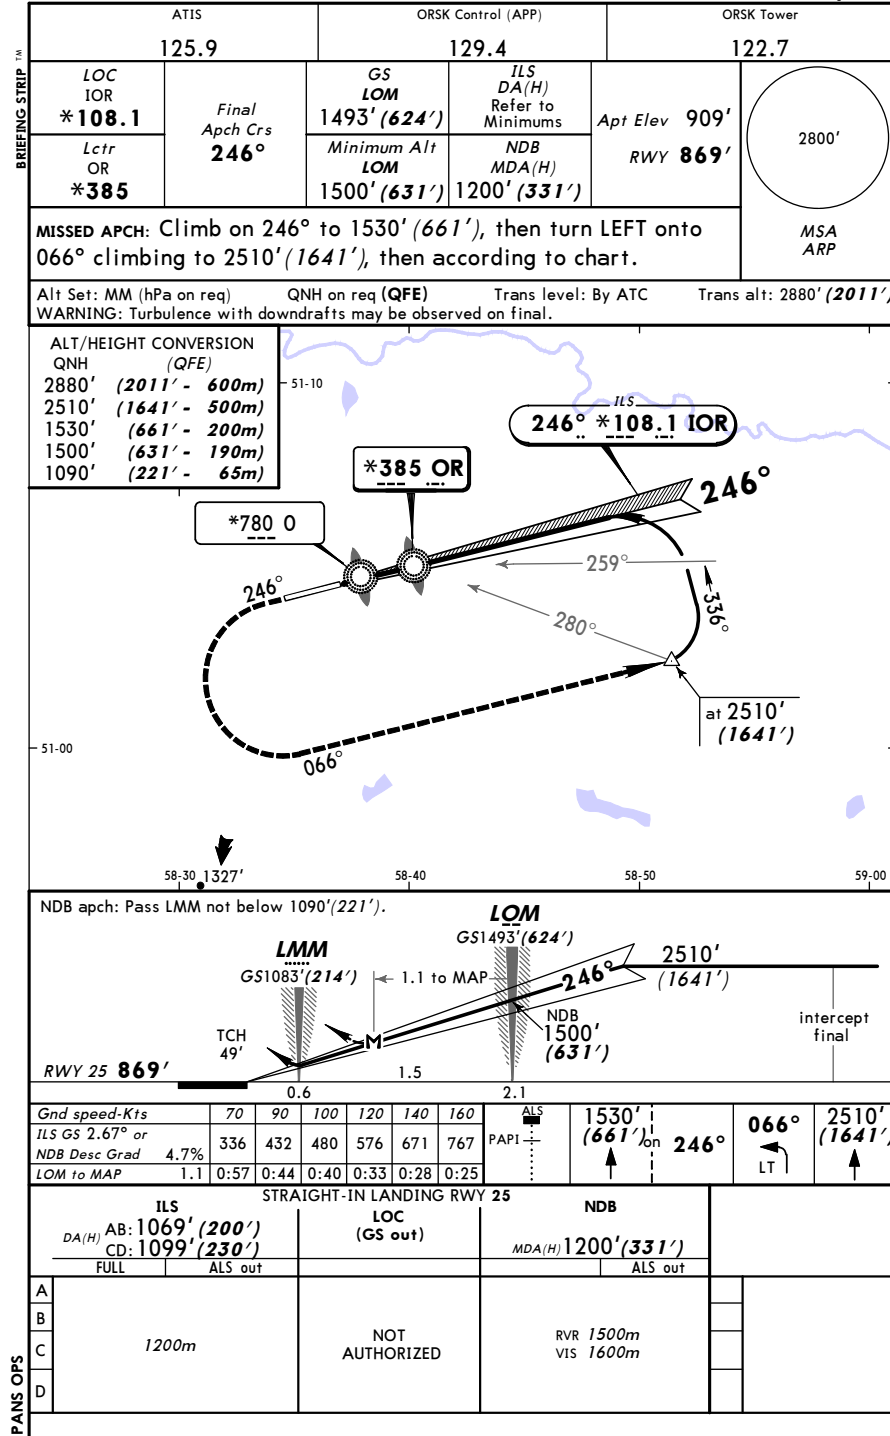 ATIS
125.9
ORSK Control (APP)
129.4
ORSK Tower
122.7
BRIEFING STRIP TM
LOC
IOR
*108.1
Final
Apch Crs
246°
GS
LOM
1493' (624')
ILS
DA(H)
Refer to
Minimums
Apt Elev 909'
RWY 869'
2800'
MSA
ARP
Lctr
OR
*385
Minimum Alt
LOM
1500' (631')
NDB
MDA(H)
1200' (331')
MISSED APCH: Climb on 246° to 1530' (661'), then turn LEFT onto
066° climbing to 2510' (1641'), then according to chart.
Alt Set: MM (hPa on req) QNH on req (QFE) Trans level: By ATC Trans alt: 2880' (2011')
WARNING: Turbulence with downdrafts may be observed on final.
ALT/HEIGHT CONVERSION
QNH (QFE)
2880' (2011' - 600m)
2510' (1641' - 500m)
1530' (661' - 200m)
1500' (631' - 190m)
1090' (221' - 65m)
51-10
ILS
246° *108.1 IOR
*385 OR
*780 O
246°
246°
259°
280°
336°
at 2510'
(1641')
066°
51-00
1327'
58-30
58-40
58-50
59-00
NDB apch: Pass LMM not below 1090' (221').
LOM
GS1493' (624')
LMM
GS1083' (214')
1.1 to MAP
246°
2510'
(1641')
NDB
1500'
(631')
intercept
final
TCH
49'
M
RWY 25 869'
1.5
0.6
2.1
Gnd speed-Kts 70 90 100 120 140 160
ILS GS 2.67° or
NDB Desc Grad 4.7% 336 432 480 576 671 767
LOM to MAP 1.1 0:57 0:44 0:40 0:33 0:28 0:25
ALS
PAPI
1530'
(661') on 246°
066°
LT
2510'
(1641')
STRAIGHT-IN LANDING RWY 25
ILS
DA(H) AB: 1069' (200')
CD: 1099' (230')
FULL
ALS out
LOC
(GS out)
NDB
MDA(H) 1200' (331')
ALS out
A
B
C
D
1200m
NOT
AUTHORIZED
RVR 1500m
VIS 1600m
PANS OPS